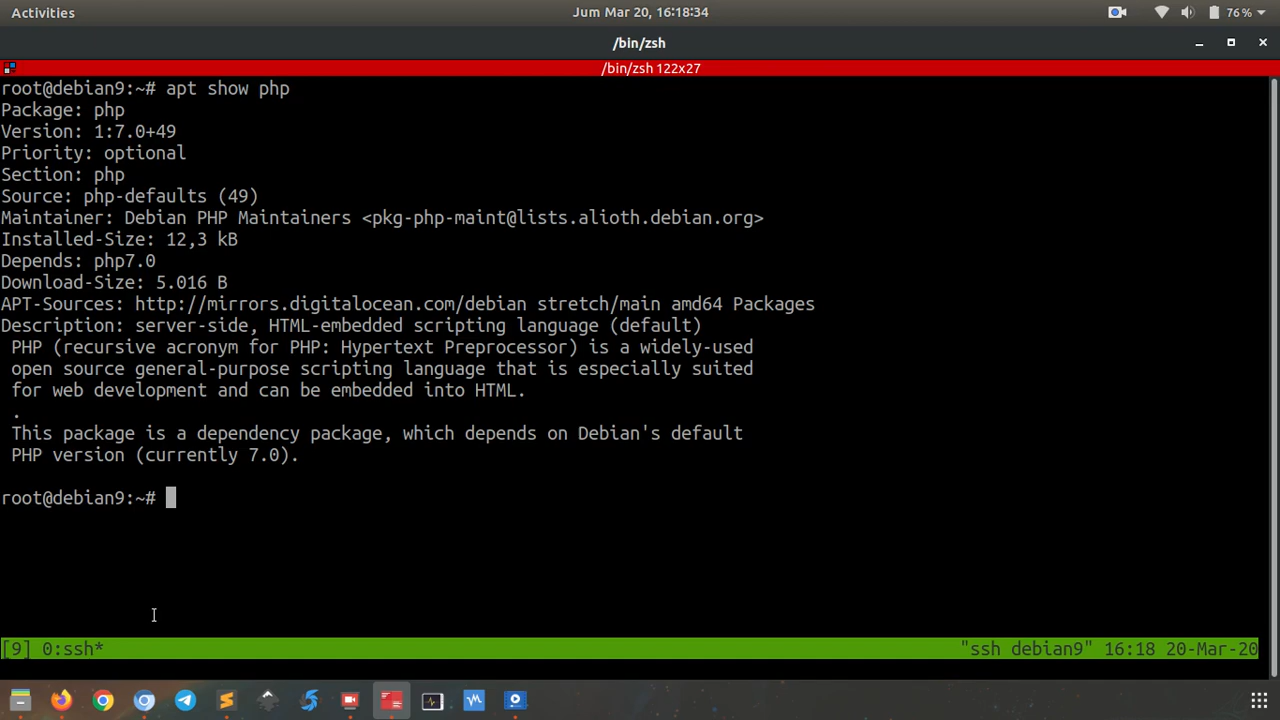 Activities
Jum Mar 20, 16:18:34
76 %
/bin/zsh
/bin/zsh 122x27
root@debian9:~# apt show php
Package: php
Version: 1:7.0+49
Priority: optional
Section: php
Source: php-defaults (49)
Maintainer: Debian PHP Maintainers <pkg-php-maint@lists.alioth.debian.org>
Installed-Size: 12,3 kB
Depends: php7.0
Download-Size: 5.016 B
APT-Sources: http://mirrors.digitalocean.com/debian stretch/main amd64 Packages
Description: server-side, HTML-embedded scripting language (default)
PHP (recursive acronym for PHP: Hypertext Preprocessor) is a widely-used
open source general-purpose scripting language that is especially suited
for web development and can be embedded into HTML.
.
This package is a dependency package, which depends on Debian's default
PHP version (currently 7.0).
root@debian9:~#
[9] 0:ssh* "ssh debian9" 16:18 20-Mar-20